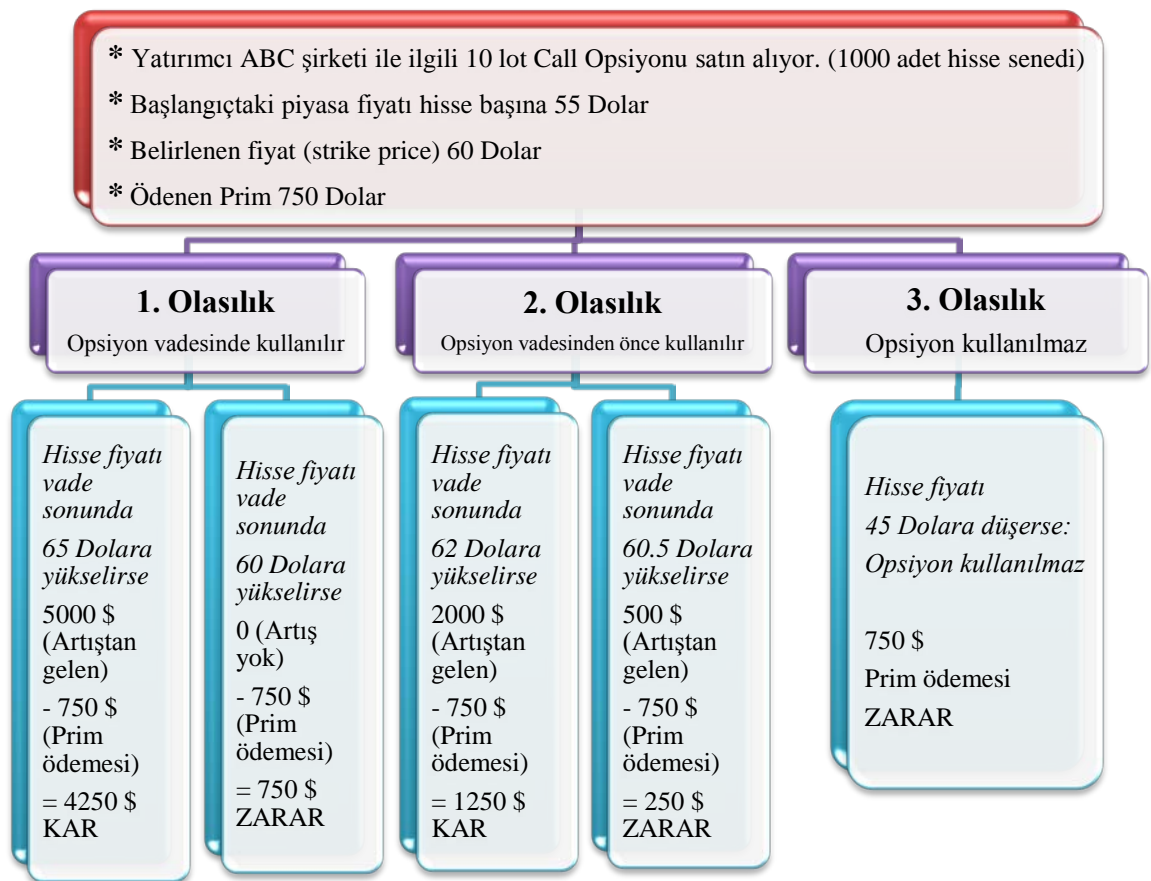 * Yatırımcı ABC şirketi ile ilgili 10 lot Call Opsiyonu satın alıyor. (1000 adet hisse senedi)
* Başlangıçtaki piyasa fiyatı hisse başına 55 Dolar
* Belirlenen fiyat (strike price) 60 Dolar
* Ödenen Prim 750 Dolar
1. Olasılık
Opsiyon vadesinde kullanılır
2. Olasılık
Opsiyon vadesinden önce kullanılır
3. Olasılık
Opsiyon kullanılmaz
Hisse fiyatı
vade
sonunda
65 Dolara
yükselirse
5000 $
(Artıştan
gelen)
- 750 $
(Prim
ödemesi)
= 4250 $
KAR
Hisse fiyatı
vade
sonunda
60 Dolara
yükselirse
0 (Artış
yok)
- 750 $
(Prim
ödemesi)
= 750 $
ZARAR
Hisse fiyatı
vade
sonunda
62 Dolara
yükselirse
2000 $
(Artıştan
gelen)
- 750 $
(Prim
ödemesi)
= 1250 $
KAR
Hisse fiyatı
vade
sonunda
60.5 Dolara
yükselirse
500 $
(Artıştan
gelen)
- 750 $
(Prim
ödemesi)
= 250 $
ZARAR
Hisse fiyatı
45 Dolara düşerse:
Opsiyon kullanılmaz
750 $
Prim ödemesi
ZARAR